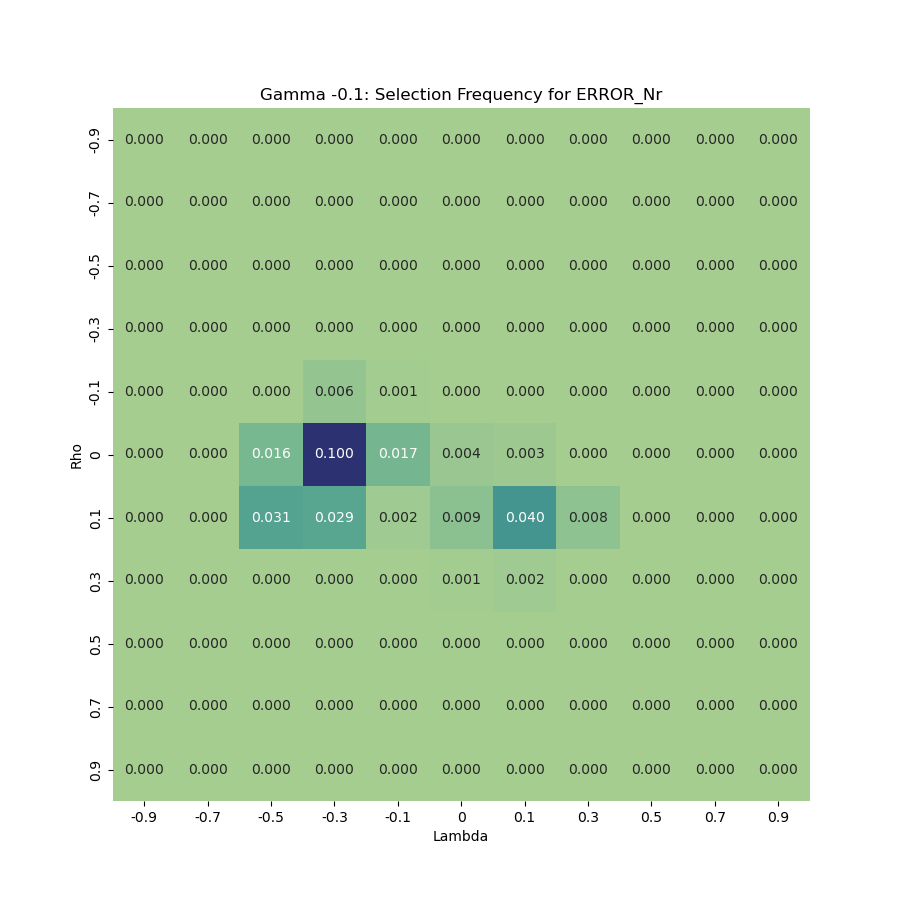 Gamma -0.1: Selection Frequency for ERROR_Nr
-0.9 0.000 0.000 0.000 0.000 0.000 0.000 0.000 0.000 0.000 0.000 0.000
-0.7 0.000 0.000 0.000 0.000 0.000 0.000 0.000 0.000 0.000 0.000 0.000
-0.5 0.000 0.000 0.000 0.000 0.000 0.000 0.000 0.000 0.000 0.000 0.000
-0.3 0.000 0.000 0.000 0.000 0.000 0.000 0.000 0.000 0.000 0.000 0.000
-0.1 0.000 0.000 0.000 0.006 0.001 0.000 0.000 0.000 0.000 0.000 0.000
Rho
0 0.000 0.000 0.016 0.100 0.017 0.004 0.003 0.000 0.000 0.000 0.000
0.1 0.000 0.000 0.031 0.029 0.002 0.009 0.040 0.008 0.000 0.000 0.000
0.3 0.000 0.000 0.000 0.000 0.000 0.001 0.002 0.000 0.000 0.000 0.000
0.5 0.000 0.000 0.000 0.000 0.000 0.000 0.000 0.000 0.000 0.000 0.000
0.7 0.000 0.000 0.000 0.000 0.000 0.000 0.000 0.000 0.000 0.000 0.000
0.9 0.000 0.000 0.000 0.000 0.000 0.000 0.000 0.000 0.000 0.000 0.000
-0.9 -0.7 -0.5 -0.3 -0.1 0 0.1 0.3 0.5 0.7 0.9
Lambda